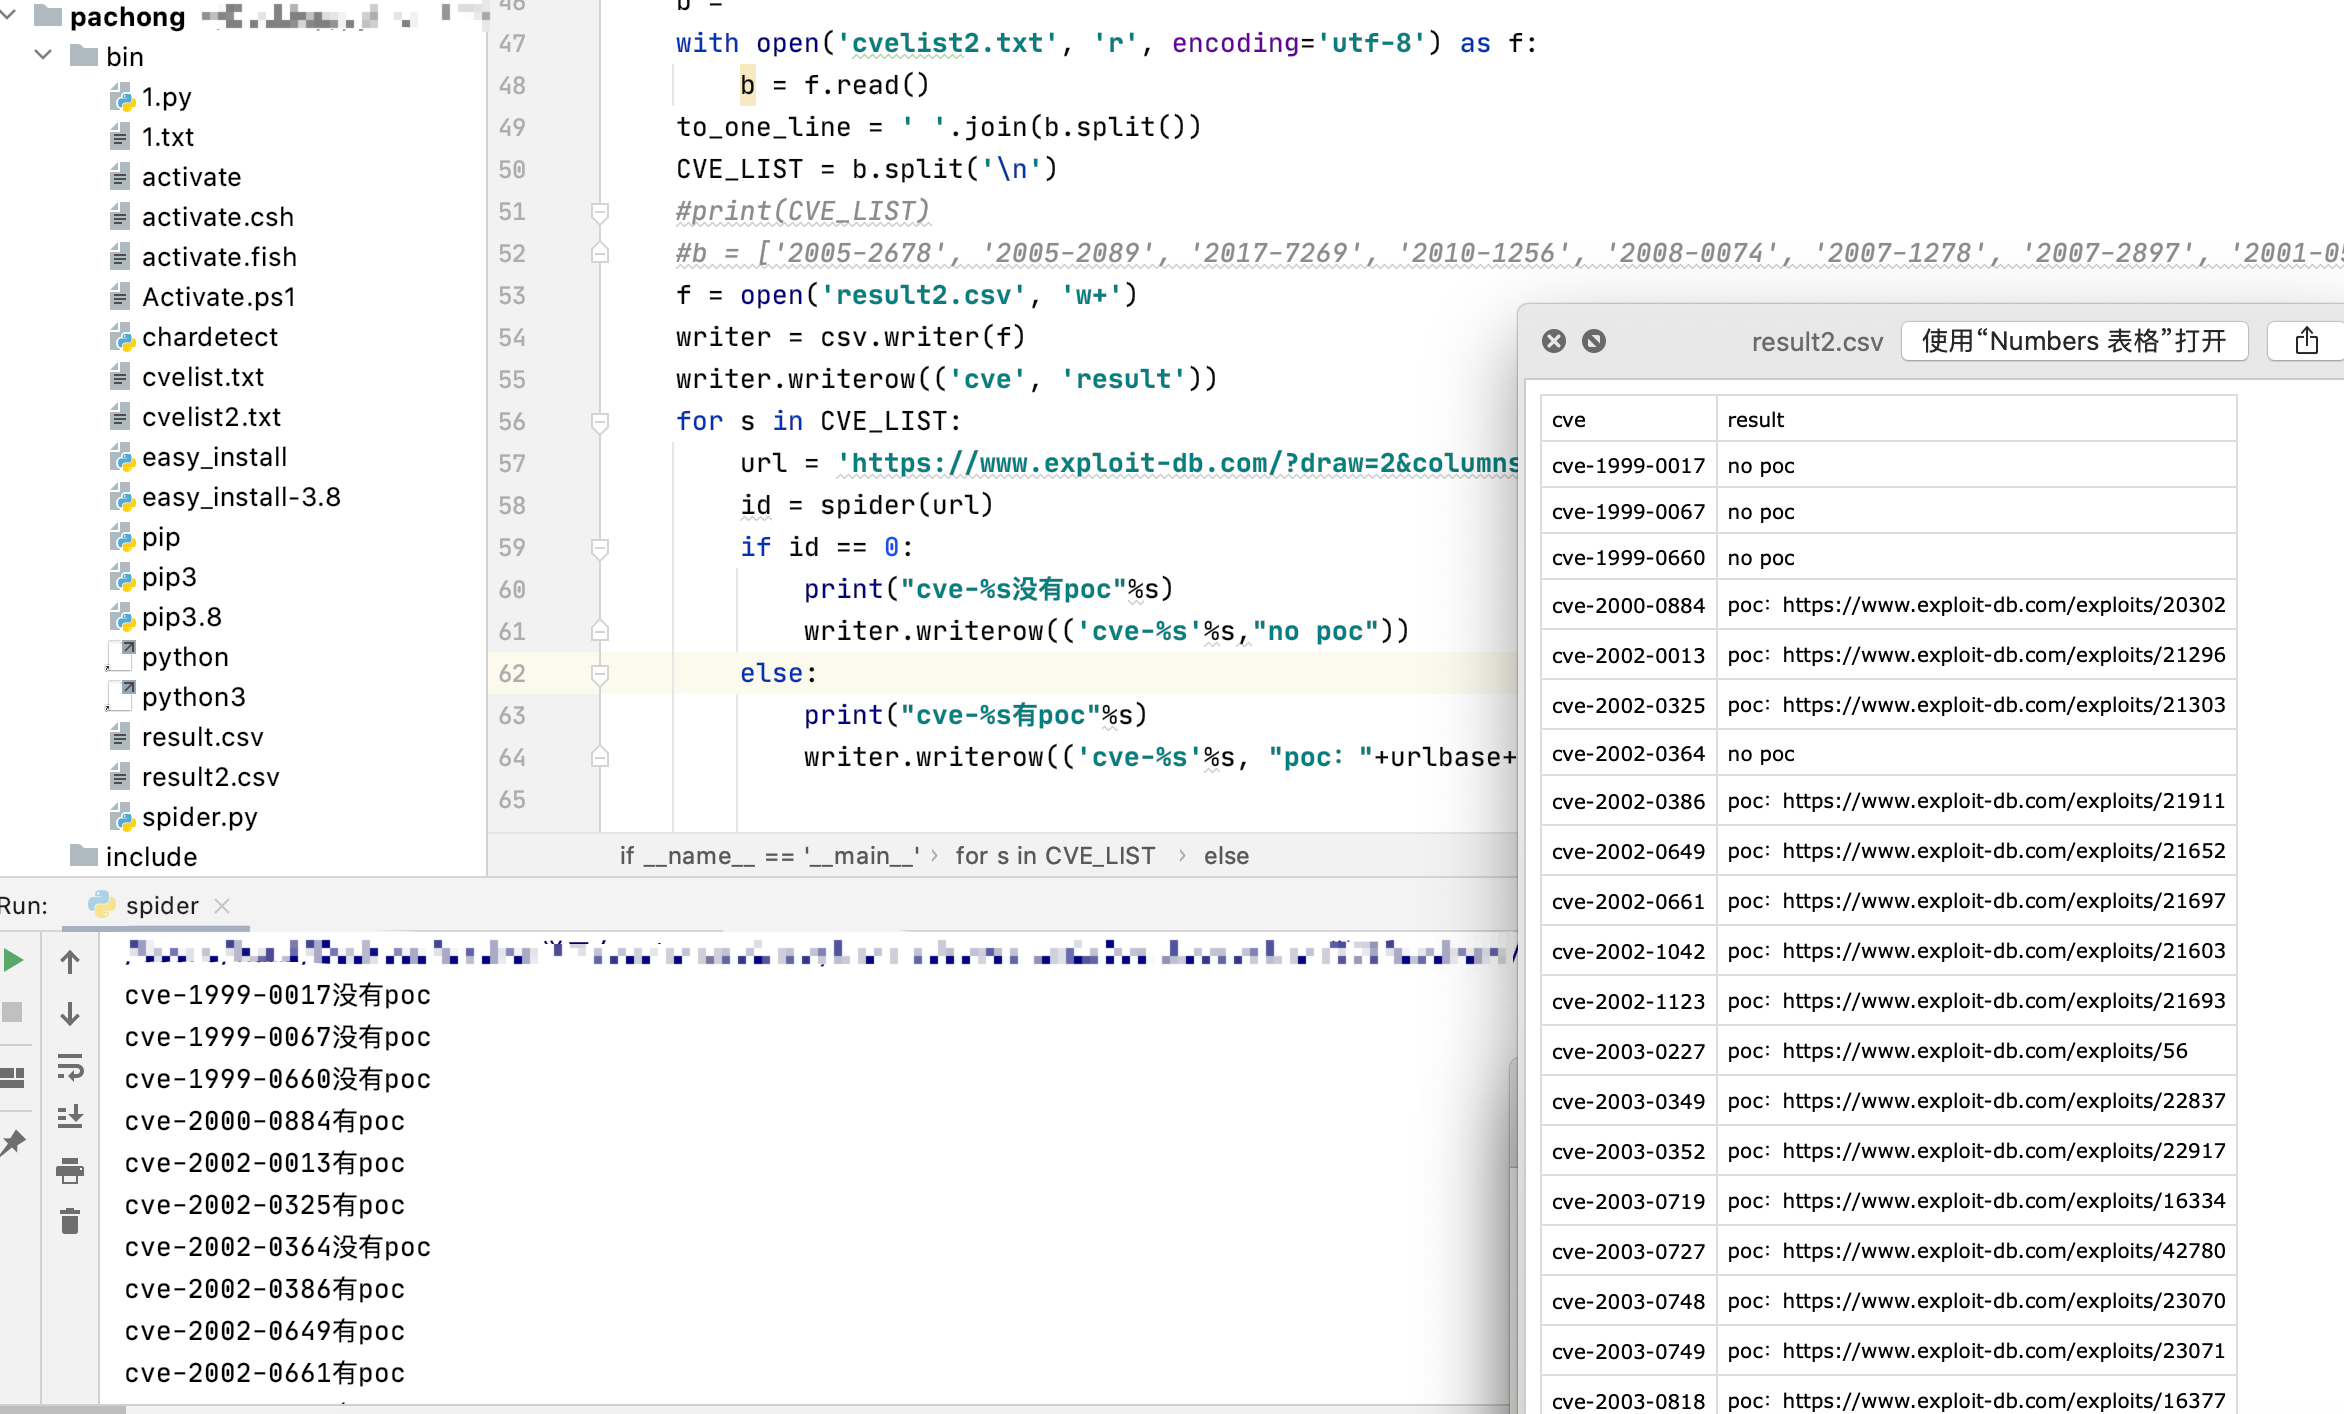 pachong
bin
1.py
1.txt
activate
activate.csh
activate.fish
Activate.ps1
chardetect
cvelist.txt
cvelist2.txt
easy_install
easy_install-3.8
pip
pip3
pip3.8
python
python3
result.csv
result2.csv
spider.py
include
46 b =
47 with open('cvelist2.txt', 'r', encoding='utf-8') as f:
48 b = f.read()
49 to_one_line = ' '.join(b.split())
50 CVE_LIST = b.split('\n')
51 #print(CVE_LIST)
52 #b = ['2005-2678', '2005-2089', '2017-7269', '2010-1256', '2008-0074', '2007-1278', '2007-2897', '2001-05
53 f = open('result2.csv', 'w+')
54 writer = csv.writer(f)
55 writer.writerow(('cve', 'result'))
56 for s in CVE_LIST:
57 url = 'https://www.exploit-db.com/?draw=2&columns
58 id = spider(url)
59 if id == 0:
60 print("cve-%s没有poc"%s)
61 writer.writerow(('cve-%s'%s,"no poc"))
62 else:
63 print("cve-%s有poc"%s)
64 writer.writerow(('cve-%s'%s, "poc："+urlbase+
65
if __name__ == '__main__' › for s in CVE_LIST › else
Run: spider
cve-1999-0017没有poc
cve-1999-0067没有poc
cve-1999-0660没有poc
cve-2000-0884有poc
cve-2002-0013有poc
cve-2002-0325有poc
cve-2002-0364没有poc
cve-2002-0386有poc
cve-2002-0649有poc
cve-2002-0661有poc
result2.csv 使用“Numbers 表格”打开
cve result
cve-1999-0017 no poc
cve-1999-0067 no poc
cve-1999-0660 no poc
cve-2000-0884 poc：https://www.exploit-db.com/exploits/20302
cve-2002-0013 poc：https://www.exploit-db.com/exploits/21296
cve-2002-0325 poc：https://www.exploit-db.com/exploits/21303
cve-2002-0364 no poc
cve-2002-0386 poc：https://www.exploit-db.com/exploits/21911
cve-2002-0649 poc：https://www.exploit-db.com/exploits/21652
cve-2002-0661 poc：https://www.exploit-db.com/exploits/21697
cve-2002-1042 poc：https://www.exploit-db.com/exploits/21603
cve-2002-1123 poc：https://www.exploit-db.com/exploits/21693
cve-2003-0227 poc：https://www.exploit-db.com/exploits/56
cve-2003-0349 poc：https://www.exploit-db.com/exploits/22837
cve-2003-0352 poc：https://www.exploit-db.com/exploits/22917
cve-2003-0719 poc：https://www.exploit-db.com/exploits/16334
cve-2003-0727 poc：https://www.exploit-db.com/exploits/42780
cve-2003-0748 poc：https://www.exploit-db.com/exploits/23070
cve-2003-0749 poc：https://www.exploit-db.com/exploits/23071
cve-2003-0818 poc：https://www.exploit-db.com/exploits/16377